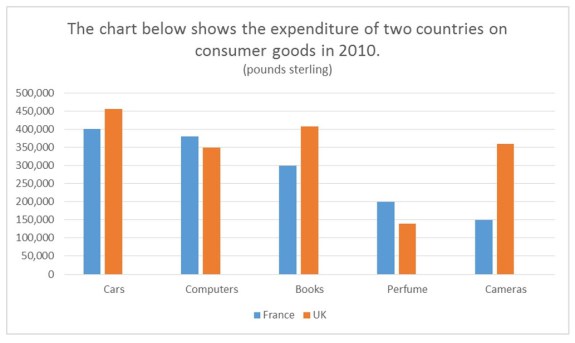 The chart below shows the expenditure of two countries on
consumer goods in 2010.
(pounds sterling)
500,000
450,000
400,000
350,000
300,000
250,000
200,000
150,000
100,000
50,000
0
Cars Computers Books Perfume Cameras
France UK